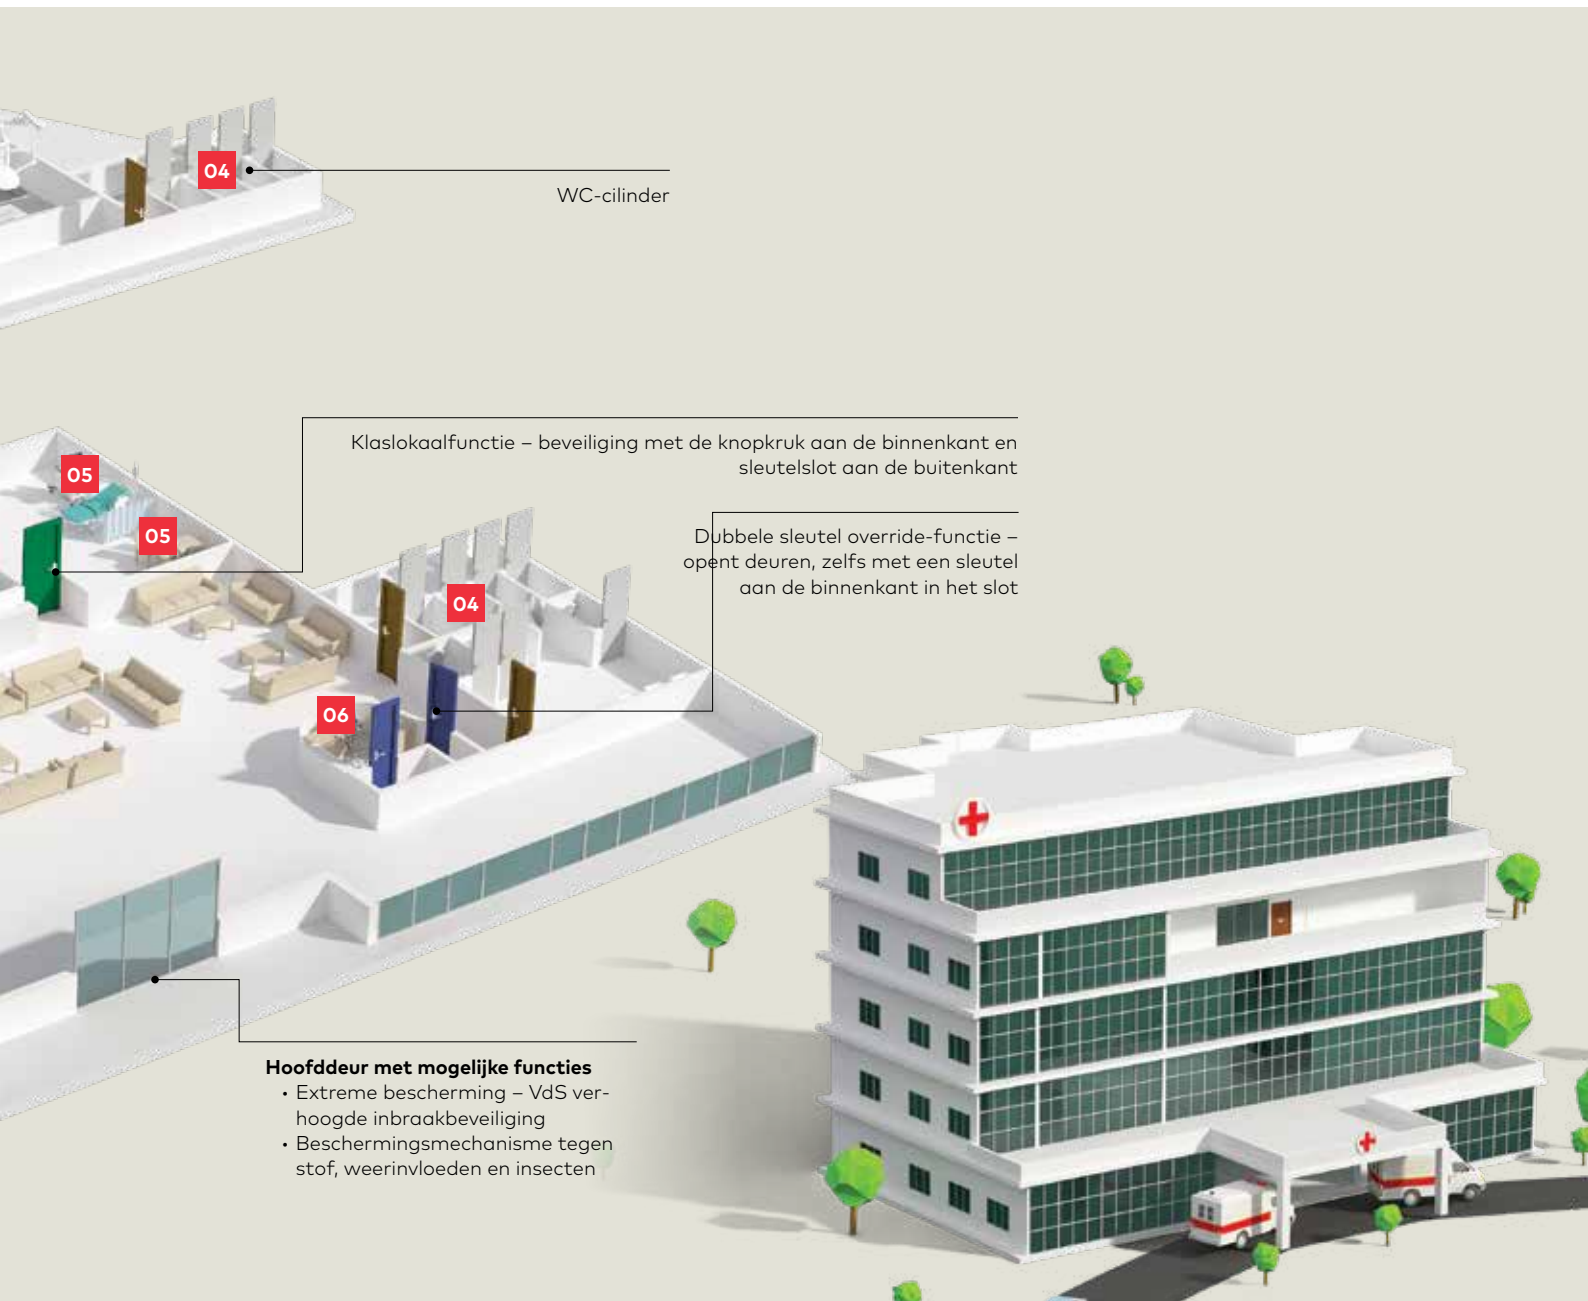 04
WC-cilinder
Klaslokaalfunctie – beveiliging met de knopkruk aan de binnenkant en
sleutelslot aan de buitenkant
05
05
Dubbele sleutel override-functie –
opent deuren, zelfs met een sleutel
aan de binnenkant in het slot
04
06
Hoofddeur met mogelijke functies
• Extreme bescherming – VdS ver-
hoogde inbraakbeveiliging
• Beschermingsmechanisme tegen
stof, weerinvloeden en insecten